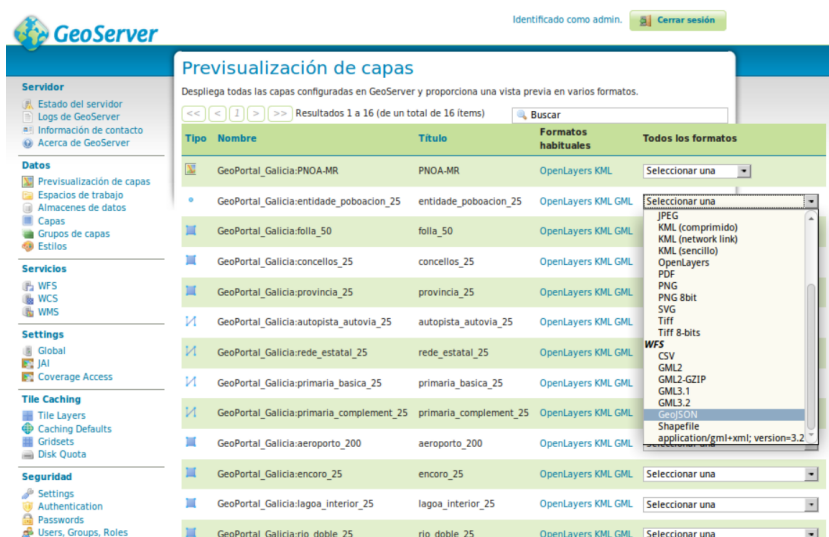 GeoServer
Identificado como admin.
Cerrar sesión
Servidor
Estado del servidor
Logs de GeoServer
Información de contacto
Acerca de GeoServer
Datos
Previsualización de capas
Espacios de trabajo
Almacenes de datos
Capas
Grupos de capas
Estilos
Servicios
WFS
WCS
WMS
Settings
Global
JAI
Coverage Access
Tile Caching
Tile Layers
Caching Defaults
Gridsets
Disk Quota
Seguridad
Settings
Authentication
Passwords
Users, Groups, Roles
Previsualización de capas
Despliega todas las capas configuradas en GeoServer y proporciona una vista previa en varios formatos.
<< < 1 > >> Resultados 1 a 16 (de un total de 16 ítems) Buscar
Tipo Nombre Título Formatos habituales Todos los formatos
GeoPortal_Galicia:PNOA-MR PNOA-MR OpenLayers KML Seleccionar una
GeoPortal_Galicia:entidade_poboacion_25 entidade_poboacion_25 OpenLayers KML GML Seleccionar una
GeoPortal_Galicia:folla_50 folla_50 OpenLayers KML GML
GeoPortal_Galicia:concellos_25 concellos_25 OpenLayers KML GML
GeoPortal_Galicia:provincia_25 provincia_25 OpenLayers KML GML
GeoPortal_Galicia:autopista_autovia_25 autopista_autovia_25 OpenLayers KML GML
GeoPortal_Galicia:rede_estatal_25 rede_estatal_25 OpenLayers KML GML
GeoPortal_Galicia:primaria_basica_25 primaria_basica_25 OpenLayers KML GML
GeoPortal_Galicia:primaria_complement_25 primaria_complement_25 OpenLayers KML GML
GeoPortal_Galicia:aeroporto_200 aeroporto_200 OpenLayers KML GML
GeoPortal_Galicia:encoro_25 encoro_25 OpenLayers KML GML Seleccionar una
GeoPortal_Galicia:lagoa_interior_25 lagoa_interior_25 OpenLayers KML GML Seleccionar una
GeoPortal_Galicia:rio_doble_25 rio_doble_25 OpenLayers KML GML Seleccionar una
JPEG
KML (comprimido)
KML (network link)
KML (sencillo)
OpenLayers
PDF
PNG
PNG 8bit
SVG
Tiff
Tiff 8-bits
WFS
CSV
GML2
GML2-GZIP
GML3.1
GML3.2
GeoJSON
Shapefile
application/gml+xml; version=3.2